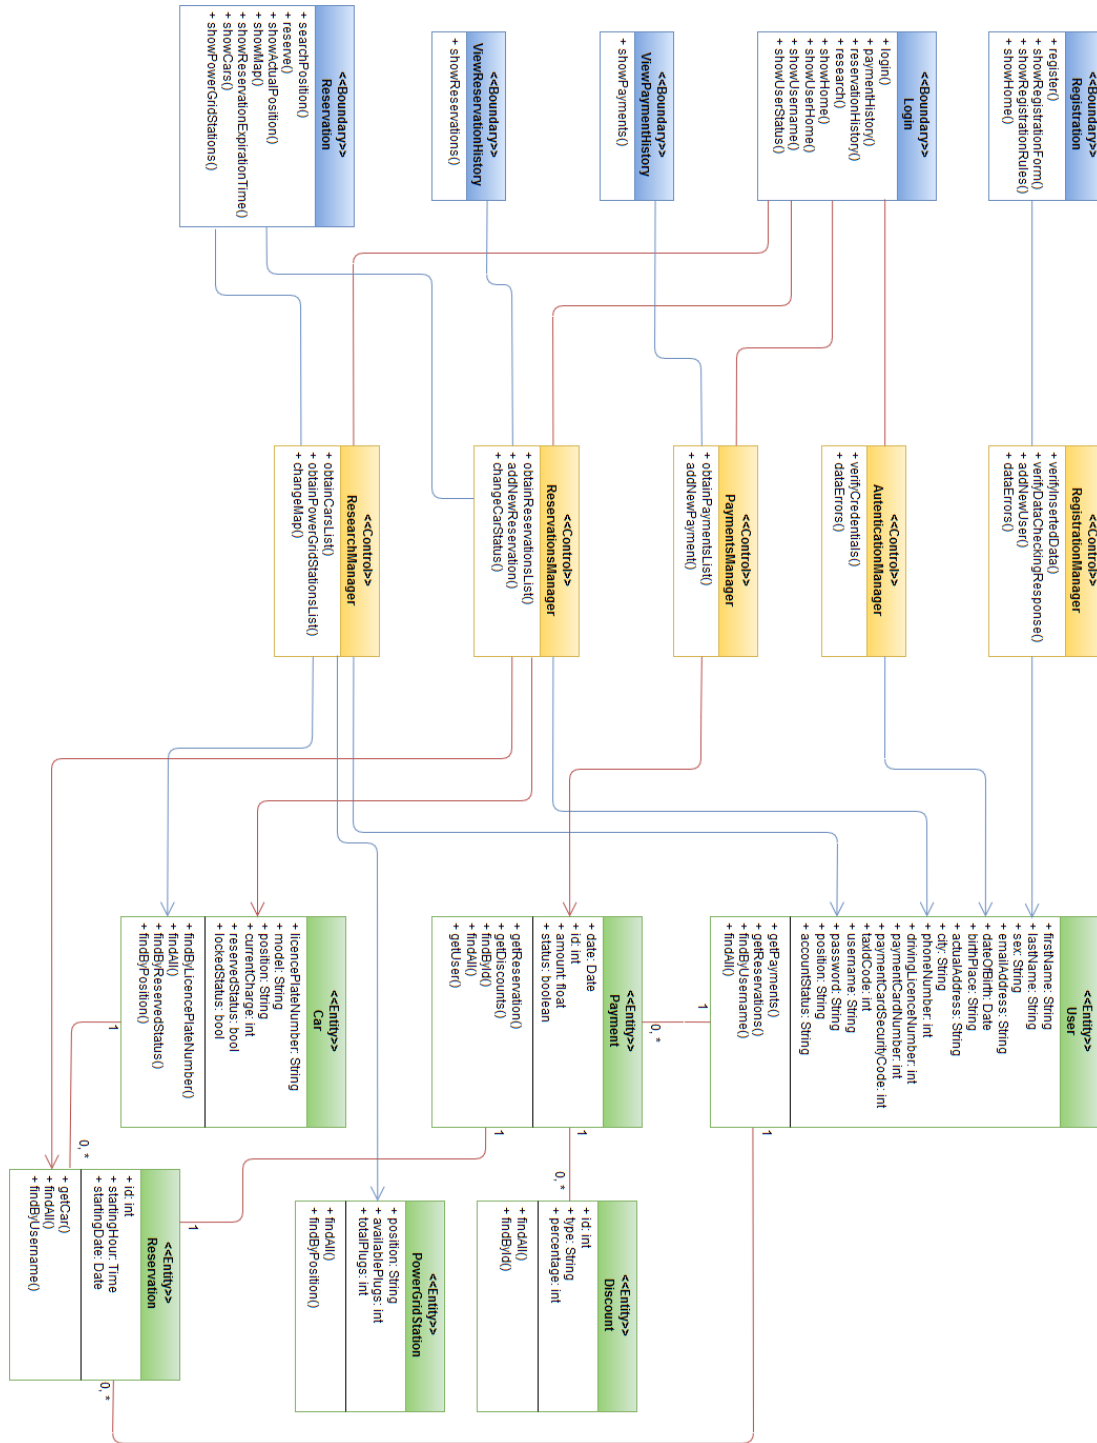 <<Boundary>>
Registration
+ register()
+ showRegistrationForm()
+ showRegistrationRules()
+ showHome()
<<Boundary>>
Login
+ login()
+ paymentHistory()
+ reservationHistory()
+ research()
+ showHome()
+ showUserHome()
+ showUsername()
+ showUserStatus()
<<Boundary>>
ViewPaymentHistory
+ showPayments()
<<Boundary>>
ViewReservationHistory
+ showReservations()
<<Boundary>>
Reservation
+ searchPosition()
+ reserve()
+ showActualPosition()
+ showMap()
+ showReservationExpirationTime()
+ showCars()
+ showPowerGridStations()
<<Control>>
RegistrationManager
+ verifyInsertedData()
+ verifyDataCheckingResponse()
+ addNewUser()
+ dataErrors()
<<Control>>
AutenticationManager
+ verifyCredentials()
+ dataErrors()
<<Control>>
PaymentsManager
+ obtainPaymentsList()
+ addNewPayment()
<<Control>>
ReservationsManager
+ obtainReservationsList()
+ addNewReservation()
+ changeCarStatus()
<<Control>>
ResearchManager
+ obtainCarsList()
+ obtainPowerGridStationsList()
+ changeMap()
<<Entity>>
User
+ firstName: String
+ lastName: String
+ sex: String
+ emailAddress: String
+ dateOfBirth: Date
+ birthPlace: String
+ actualAddress: String
+ city: String
+ phoneNumber: int
+ drivingLicenceNumber: int
+ paymentCardNumber: int
+ paymentCardSecurityCode: int
+ taxIdCode: int
+ username: String
+ password: String
+ position: String
+ accountStatus: String
+ getPayments()
+ getReservations()
+ findByUsername()
+ findAll()
1
0, *
1
<<Entity>>
Payment
+ date: Date
+ id: int
+ amount: float
+ status: boolean
+ getReservation()
+ getDiscounts()
+ findById()
+ findAll()
+ getUser()
1
1
<<Entity>>
Car
+ licencePlateNumber: String
+ model: String
+ position: String
+ currentCharge: int
+ reservedStatus: bool
+ lockedStatus: bool
+ findByLicencePlateNumber()
+ findAll()
+ findByReservedStatus()
+ findByPosition()
1
0, *
<<Entity>>
Discount
+ id: int
+ type: String
+ percentage: int
+ findAll()
+ findById()
0, *
<<Entity>>
PowerGridStation
+ position: String
+ availablePlugs: int
+ totalPlugs: int
+ findAll()
+ findByPosition()
1
<<Entity>>
Reservation
+ id: int
+ startingHour: Time
+ startingDate: Date
+ getCar()
+ findAll()
+ findByUsername()
0, *